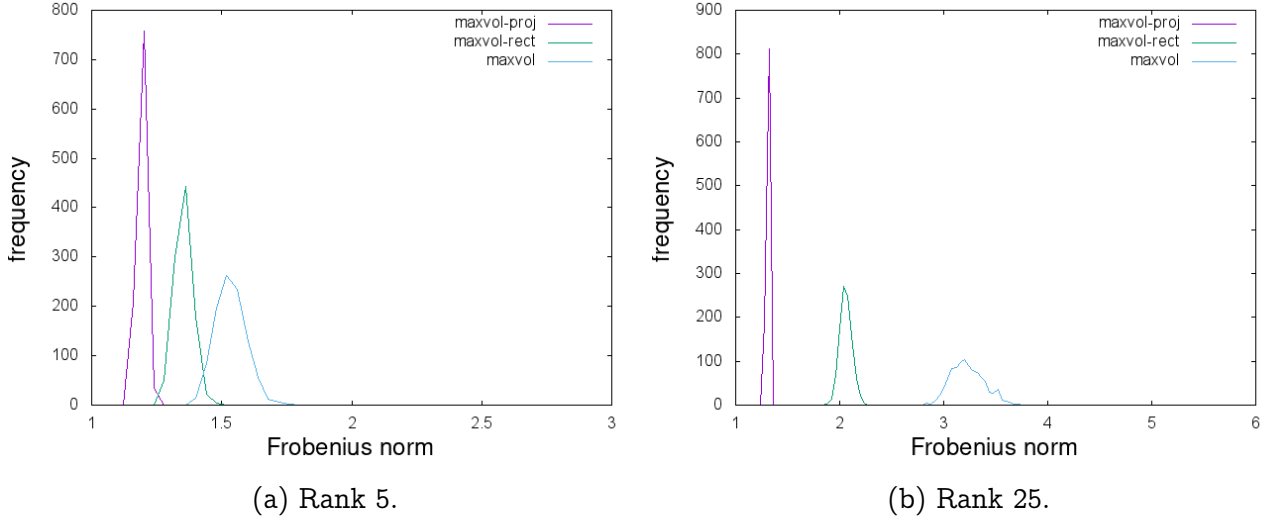 800
700
600
500
400
300
200
100
0
frequency
maxvol-proj
maxvol-rect
maxvol
1
1.5
2
2.5
3
Frobenius norm
(a) Rank 5.
900
800
700
600
500
400
300
200
100
0
frequency
maxvol-proj
maxvol-rect
maxvol
1
2
3
4
5
6
Frobenius norm
(b) Rank 25.